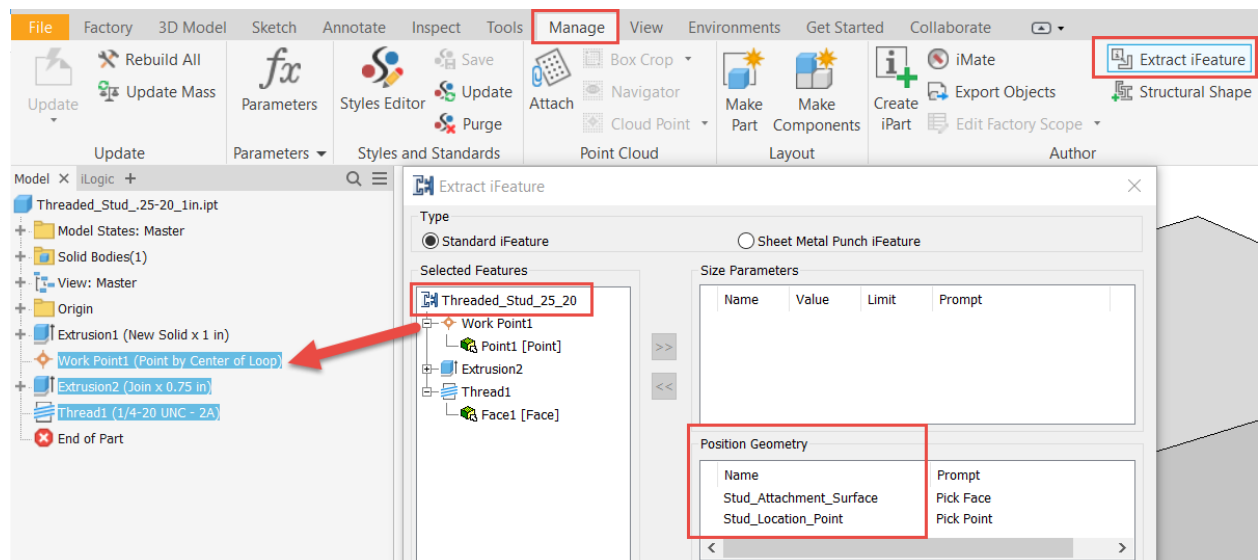 File Factory 3D Model Sketch Annotate Inspect Tools Manage View Environments Get Started Collaborate
Rebuild All Save Box Crop iMate Extract iFeature
Update Mass Update Navigator Export Objects Structural Shape
Update Parameters Styles Editor Purge Attach Cloud Point Make Part Make Components Create iPart Edit Factory Scope
Update Parameters Styles and Standards Point Cloud Layout Author
Model × iLogic +
Threaded_Stud_.25-20_1in.ipt
Model States: Master
Solid Bodies(1)
View: Master
Origin
Extrusion1 (New Solid x 1 in)
Work Point1 (Point by Center of Loop)
Extrusion2 (Join x 0.75 in)
Thread1 (1/4-20 UNC - 2A)
End of Part
Extract iFeature
Type
Standard iFeature Sheet Metal Punch iFeature
Selected Features
Threaded_Stud_25_20
Work Point1
Point1 [Point]
Extrusion2
Thread1
Face1 [Face]
>>
<<
Size Parameters
Name Value Limit Prompt
Position Geometry
Name Prompt
Stud_Attachment_Surface Pick Face
Stud_Location_Point Pick Point